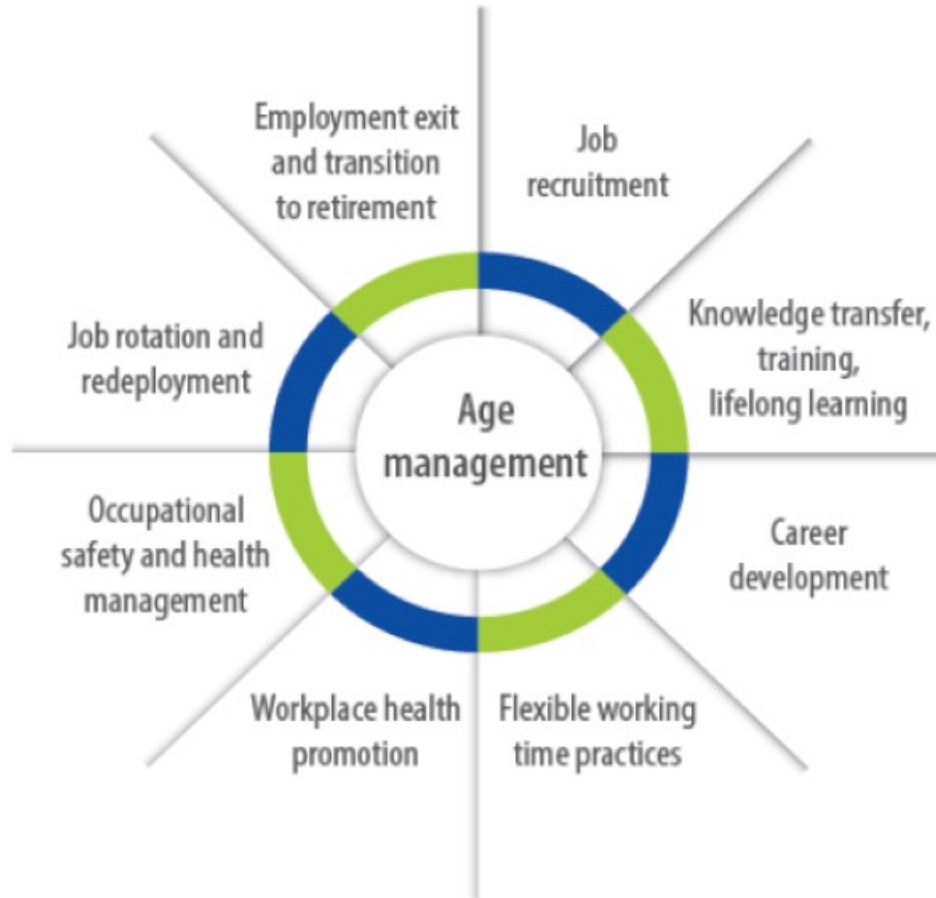 Employment exit
and transition
to retirement
Job
recruitment
Knowledge transfer,
training,
lifelong learning
Career
development
Flexible working
time practices
Workplace health
promotion
Occupational
safety and health
management
Job rotation and
redeployment
Age
management